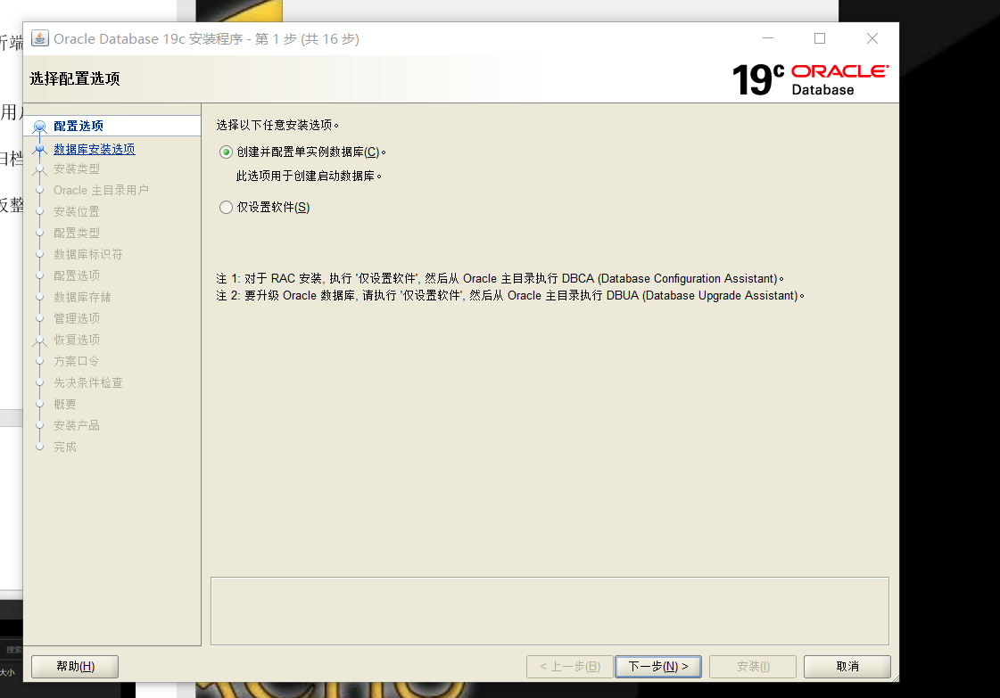 Oracle Database 19c 安装程序 - 第 1 步 (共 16 步)
选择配置选项
19c ORACLE
Database
配置选项
数据库安装选项
安装类型
Oracle 主目录用户
安装位置
配置类型
数据库标识符
配置选项
数据库存储
管理选项
恢复选项
方案口令
先决条件检查
概要
安装产品
完成
选择以下任意安装选项。
创建并配置单实例数据库(C)。
此选项用于创建启动数据库。
仅设置软件(S)
注 1: 对于 RAC 安装, 执行 '仅设置软件', 然后从 Oracle 主目录执行 DBCA (Database Configuration Assistant)。
注 2: 要升级 Oracle 数据库, 请执行 '仅设置软件', 然后从 Oracle 主目录执行 DBUA (Database Upgrade Assistant)。
帮助(H)
< 上一步(B)
下一步(N) >
安装(I)
取消
用户
归档
整
搜索
大小